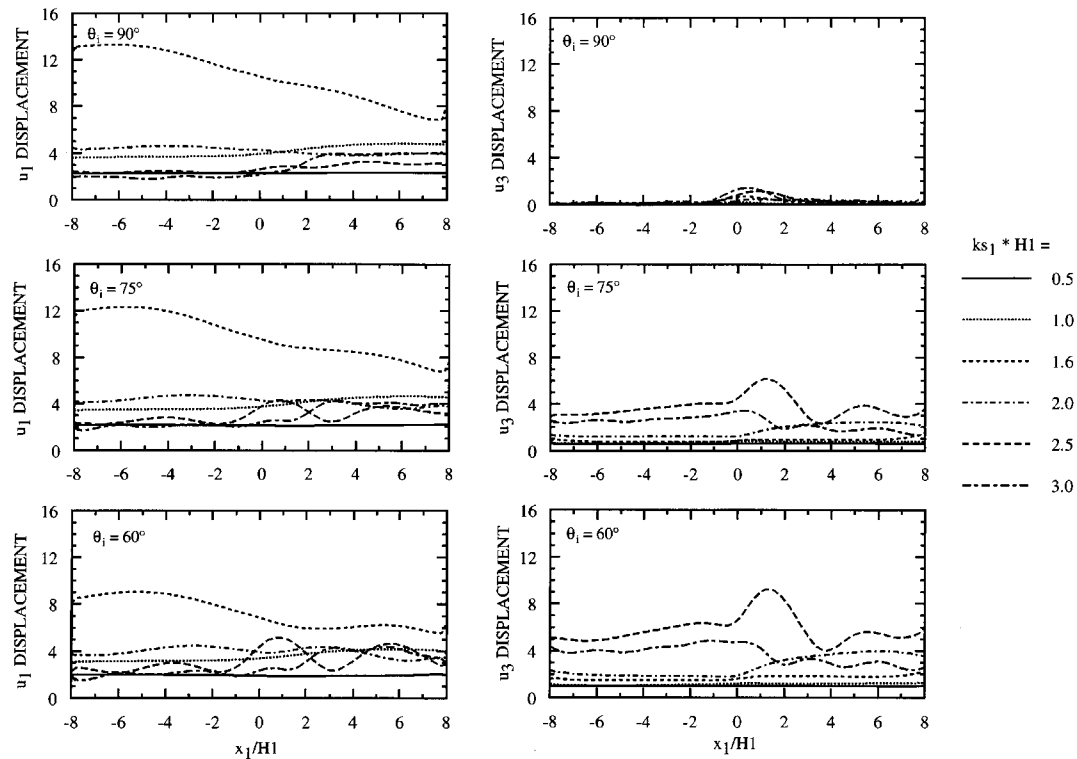 u1 DISPLACEMENT
16
12
8
4
0
θi = 90°
-8 -6 -4 -2 0 2 4 6 8
u3 DISPLACEMENT
16
12
8
4
0
θi = 90°
-8 -6 -4 -2 0 2 4 6 8
u1 DISPLACEMENT
16
12
8
4
0
θi = 75°
-8 -6 -4 -2 0 2 4 6 8
u3 DISPLACEMENT
16
12
8
4
0
θi = 75°
-8 -6 -4 -2 0 2 4 6 8
u1 DISPLACEMENT
16
12
8
4
0
θi = 60°
-8 -6 -4 -2 0 2 4 6 8
x1/H1
u3 DISPLACEMENT
16
12
8
4
0
θi = 60°
-8 -6 -4 -2 0 2 4 6 8
x1/H1
ks1 * H1 =
0.5
1.0
1.6
2.0
2.5
3.0